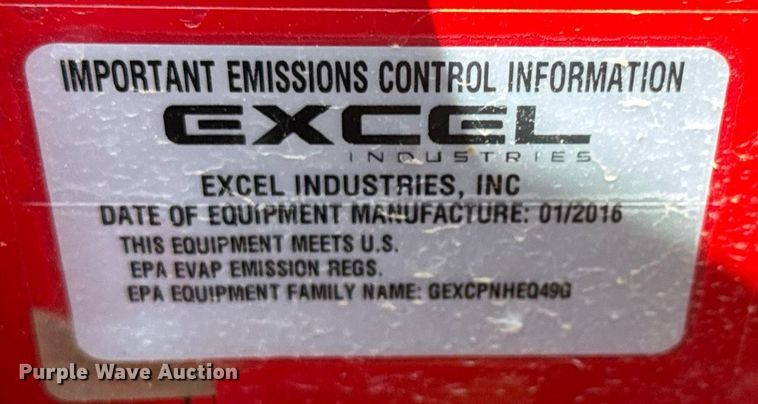 IMPORTANT EMISSIONS CONTROL INFORMATION
EXCEL
INDUSTRIES
EXCEL INDUSTRIES, INC
DATE OF EQUIPMENT MANUFACTURE: 01/2016
THIS EQUIPMENT MEETS U.S.
EPA EVAP EMISSION REGS.
EPA EQUIPMENT FAMILY NAME: GEXCPNHEQ49G
Purple Wave Auction